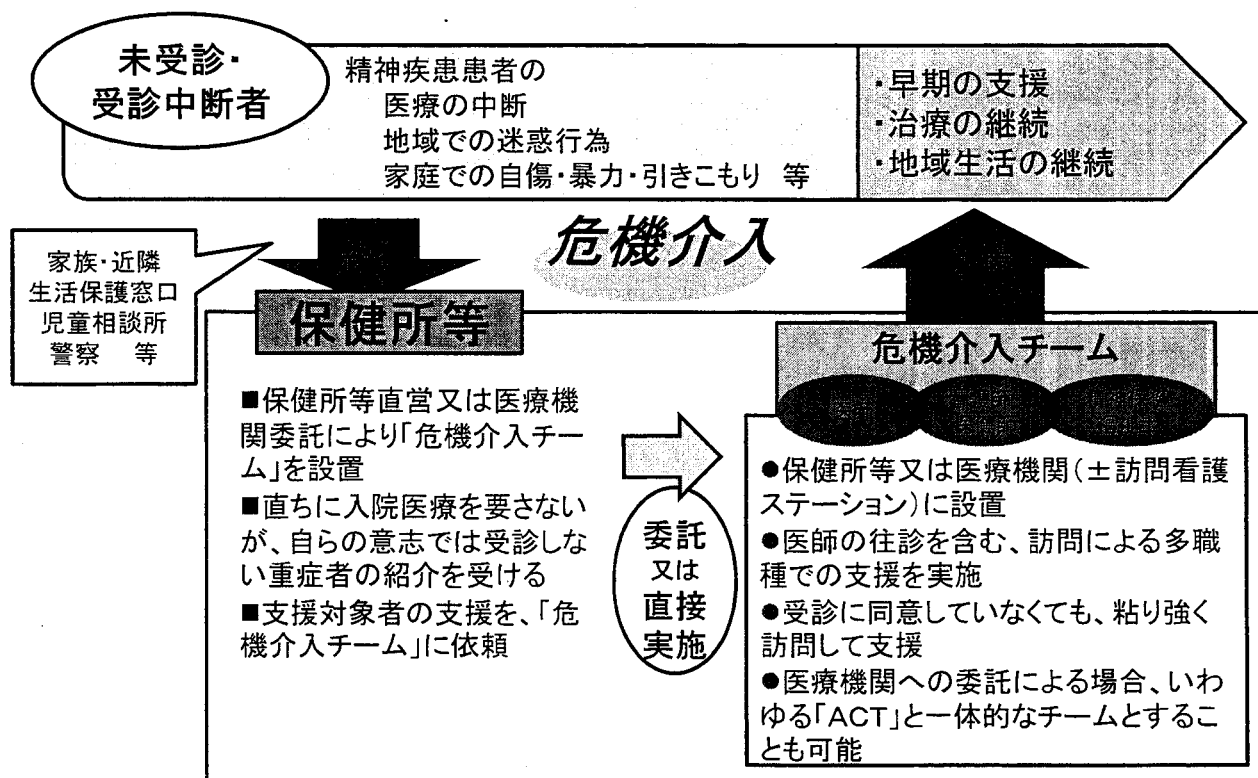 未受診・
受診中断者
精神疾患患者の
医療の中断
地域での迷惑行為
家庭での自傷・暴力・引きこもり 等
・早期の支援
・治療の継続
・地域生活の継続
危機介入
家族・近隣
生活保護窓口
児童相談所
警察 等
保健所等
■保健所等直営又は医療機
関委託により「危機介入チー
ム」を設置
■直ちに入院医療を要さない
が、自らの意志では受診しな
い重症者の紹介を受ける
■支援対象者の支援を、「危
機介入チーム」に依頼
委託
又は
直接
実施
危機介入チーム
●保健所等又は医療機関(±訪問看護
ステーション)に設置
●医師の往診を含む、訪問による多職
種での支援を実施
●受診に同意していなくても、粘り強く
訪問して支援
●医療機関への委託による場合、いわ
ゆる「ACT」と一体的なチームとするこ
とも可能